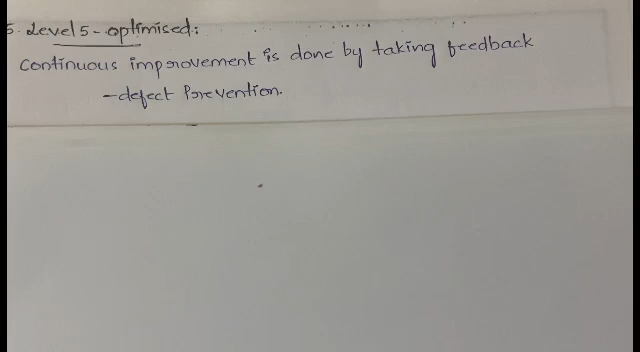 5. Level 5 - optimised:
continuous improvement is done by taking feedback
- defect Prevention.